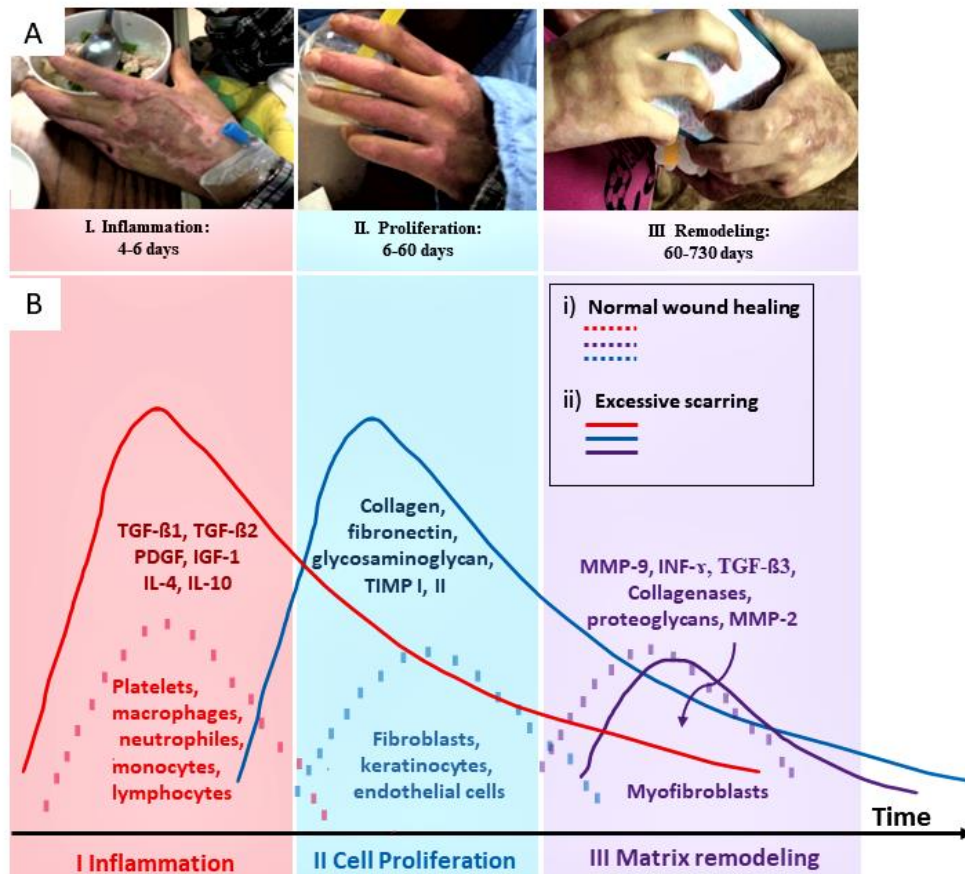 A
I. Inflammation:
4-6 days
II. Proliferation:
6-60 days
III Remodeling:
60-730 days
B
i) Normal wound healing
ii) Excessive scarring
TGF-ß1, TGF-ß2
PDGF, IGF-1
IL-4, IL-10
Platelets,
macrophages,
neutrophiles,
monocytes,
lymphocytes
Collagen,
fibronectin,
glycosaminoglycan,
TIMP I, II
Fibroblasts,
keratinocytes,
endothelial cells
MMP-9, INF-ɤ, TGF-ß3,
Collagenases,
proteoglycans, MMP-2
Myofibroblasts
Time
I Inflammation
II Cell Proliferation
III Matrix remodeling